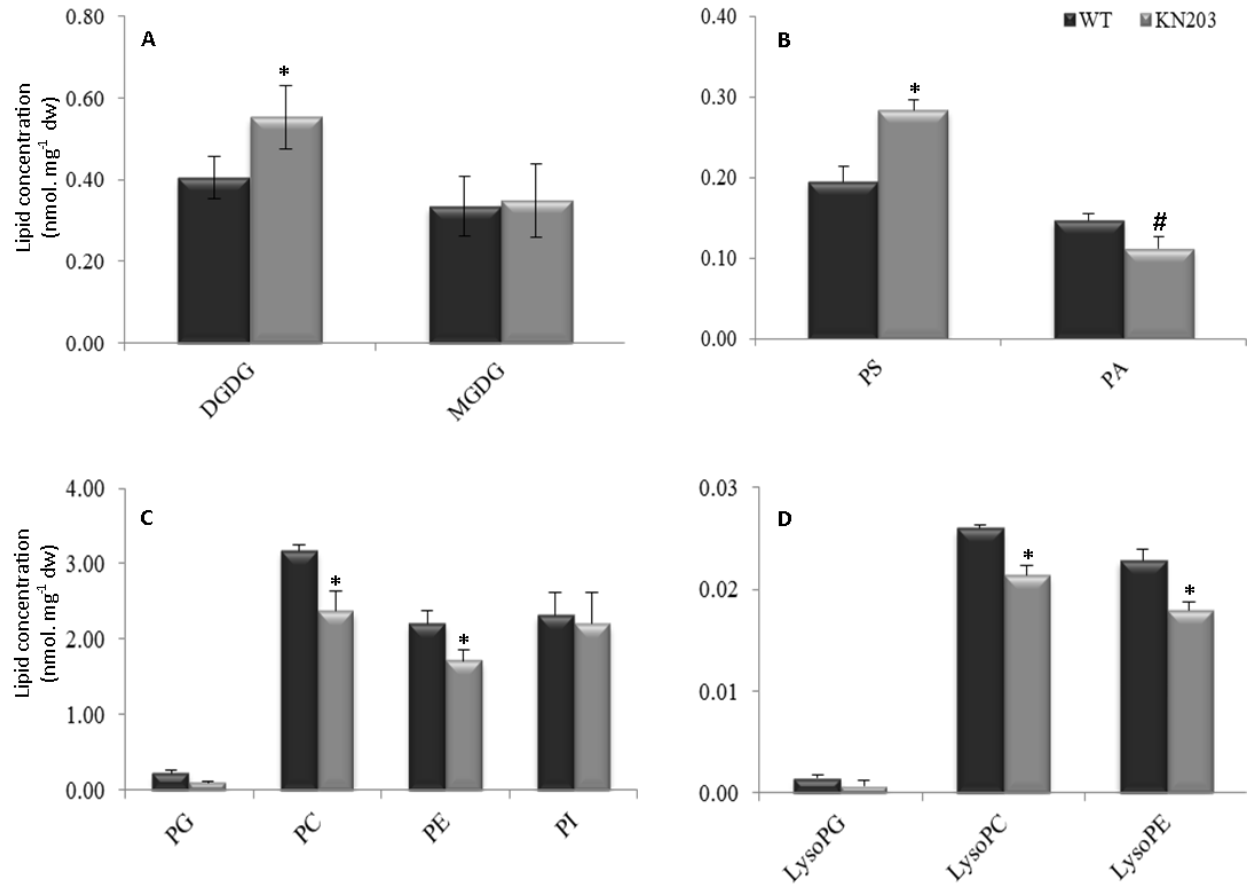 A
Lipid concentration
(nmol. mg⁻¹ dw)
0.80
0.60
0.40
0.20
0.00
*
DGDG
MGDG
B
WT
KN203
0.40
0.30
0.20
0.10
0.00
*
#
PS
PA
C
Lipid concentration
(nmol. mg⁻¹ dw)
4.00
3.00
2.00
1.00
0.00
*
*
PG
PC
PE
PI
D
0.03
0.02
0.01
0.00
*
*
LysoPG
LysoPC
LysoPE